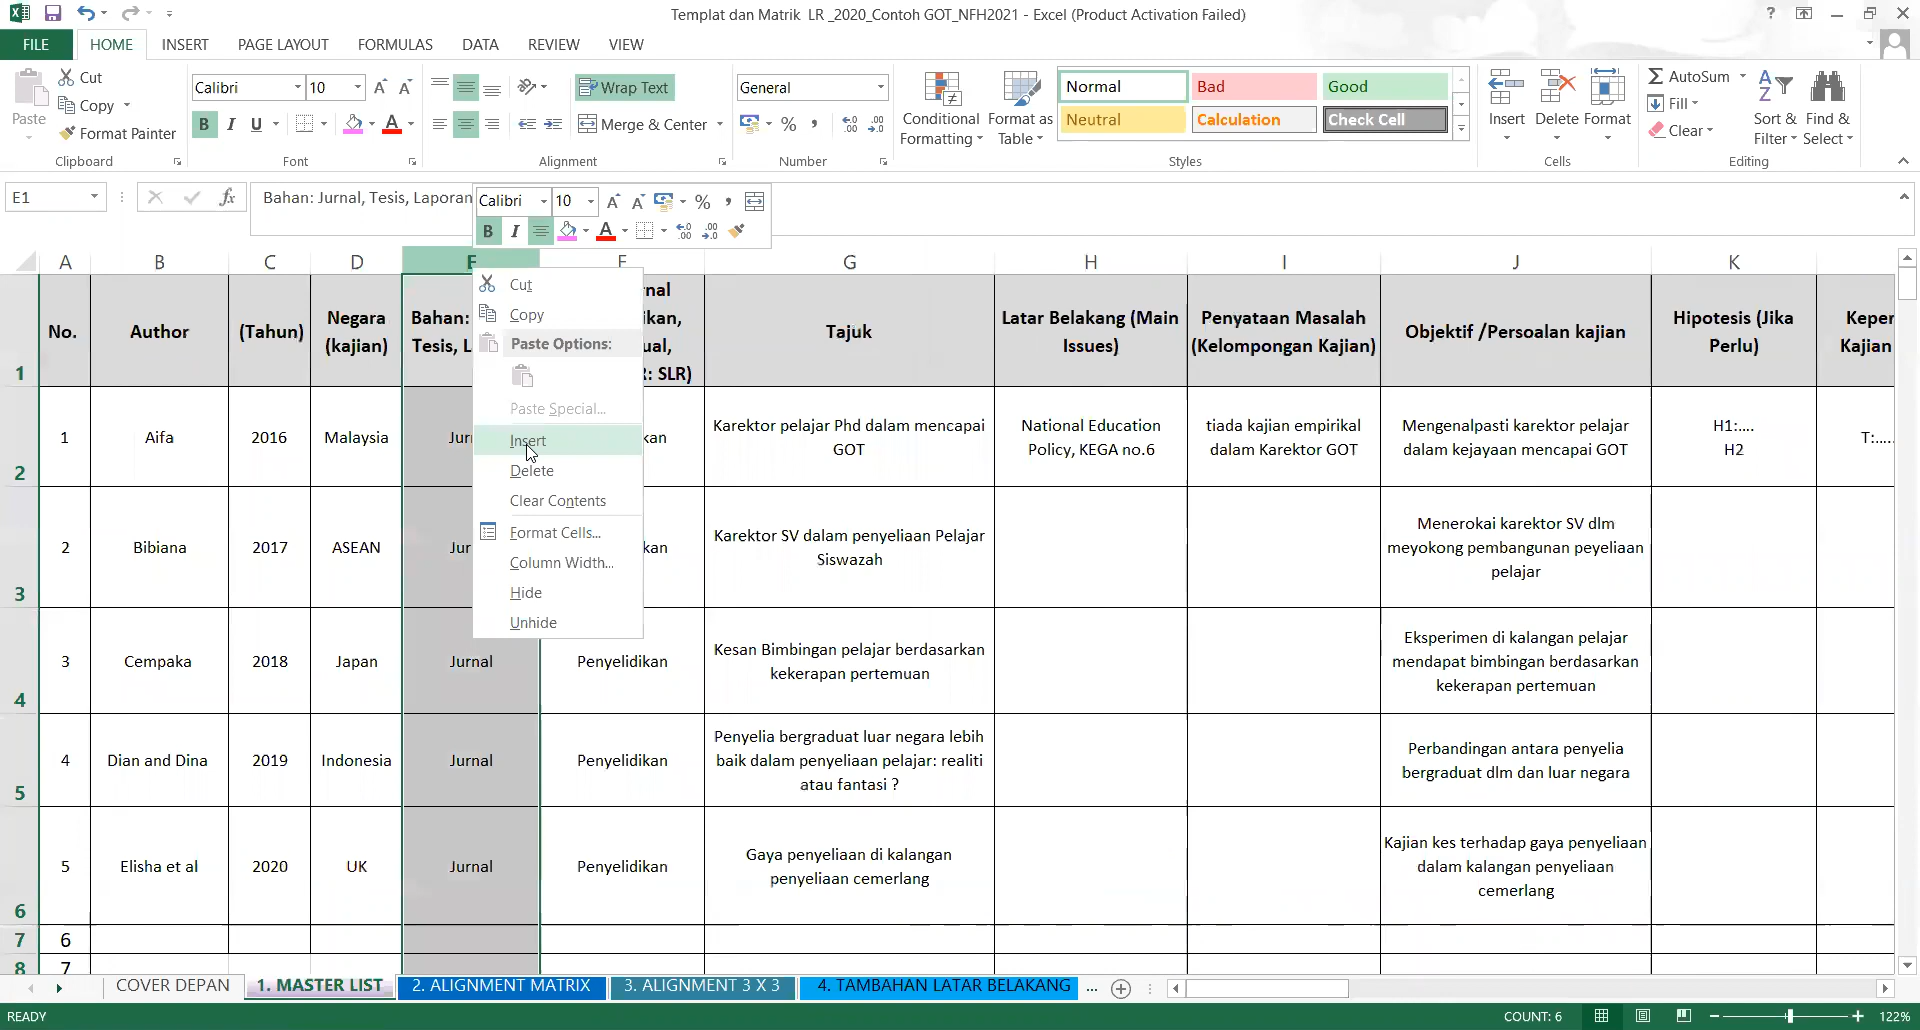 Templat dan Matrik LR _2020_Contoh GOT_NFH2021 - Excel (Product Activation Failed)
FILE HOME INSERT PAGE LAYOUT FORMULAS DATA REVIEW VIEW
Paste
Cut
Copy
Format Painter
Clipboard
Calibri 10
B I U
Font
Wrap Text
Merge & Center
Alignment
General
Number
Conditional Formatting
Format as Table
Normal Bad Good
Neutral Calculation Check Cell
Styles
Insert Delete Format
Cells
AutoSum
Fill
Clear
Sort & Filter
Find & Select
Editing
E1
fx
Bahan: Jurnal, Tesis, Laporan
Calibri 10
B I
Cut
Copy
Paste Options:
Paste Special...
Insert
Delete
Clear Contents
Format Cells...
Column Width...
Hide
Unhide
A B C D E F G H I J K
1 No. Author (Tahun) Negara (kajian) Bahan: Tesis, L R: SLR) Tajuk Latar Belakang (Main Issues) Penyataan Masalah (Kelompongan Kajian) Objektif /Persoalan kajian Hipotesis (Jika Perlu) Keper Kajian
2 1 Aifa 2016 Malaysia Jur kan Karektor pelajar Phd dalam mencapai GOT National Education Policy, KEGA no.6 tiada kajian empirikal dalam Karektor GOT Mengenalpasti karektor pelajar dalam kejayaan mencapai GOT H1:.... H2 T:.....
3 2 Bibiana 2017 ASEAN Jur kan Karektor SV dalam penyeliaan Pelajar Siswazah Menerokai karektor SV dlm meyokong pembangunan peyeliaan pelajar
4 3 Cempaka 2018 Japan Jurnal Penyelidikan Kesan Bimbingan pelajar berdasarkan kekerapan pertemuan Eksperimen di kalangan pelajar mendapat bimbingan berdasarkan kekerapan pertemuan
5 4 Dian and Dina 2019 Indonesia Jurnal Penyelidikan Penyelia bergraduat luar negara lebih baik dalam penyeliaan pelajar: realiti atau fantasi ? Perbandingan antara penyelia bergraduat dlm dan luar negara
6 5 Elisha et al 2020 UK Jurnal Penyelidikan Gaya penyeliaan di kalangan penyeliaan cemerlang Kajian kes terhadap gaya penyeliaan dalam kalangan penyeliaan cemerlang
7 6
8 7
COVER DEPAN 1. MASTER LIST 2. ALIGNMENT MATRIX 3. ALIGNMENT 3 X 3 4. TAMBAHAN LATAR BELAKANG ...
READY COUNT: 6 122%